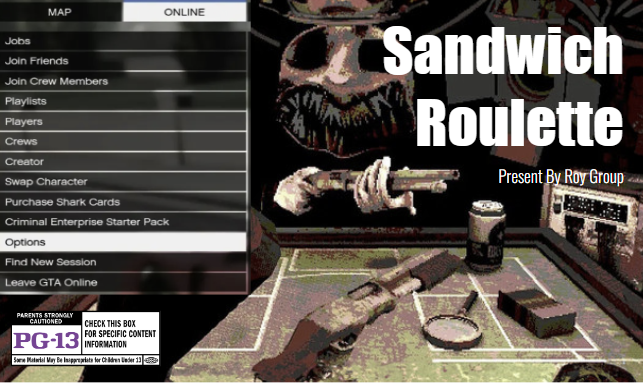 MAP
ONLINE
Jobs
Join Friends
Join Crew Members
Playlists
Players
Crews
Creator
Swap Character
Purchase Shark Cards
Criminal Enterprise Starter Pack
Options
Find New Session
Leave GTA Online
Sandwich
Roulette
Present By Roy Group
PARENTS STRONGLY
CAUTIONED
PG-13
CHECK THIS BOX
FOR SPECIFIC CONTENT
INFORMATION
Some Material May Be Inappropriate for Children Under 13